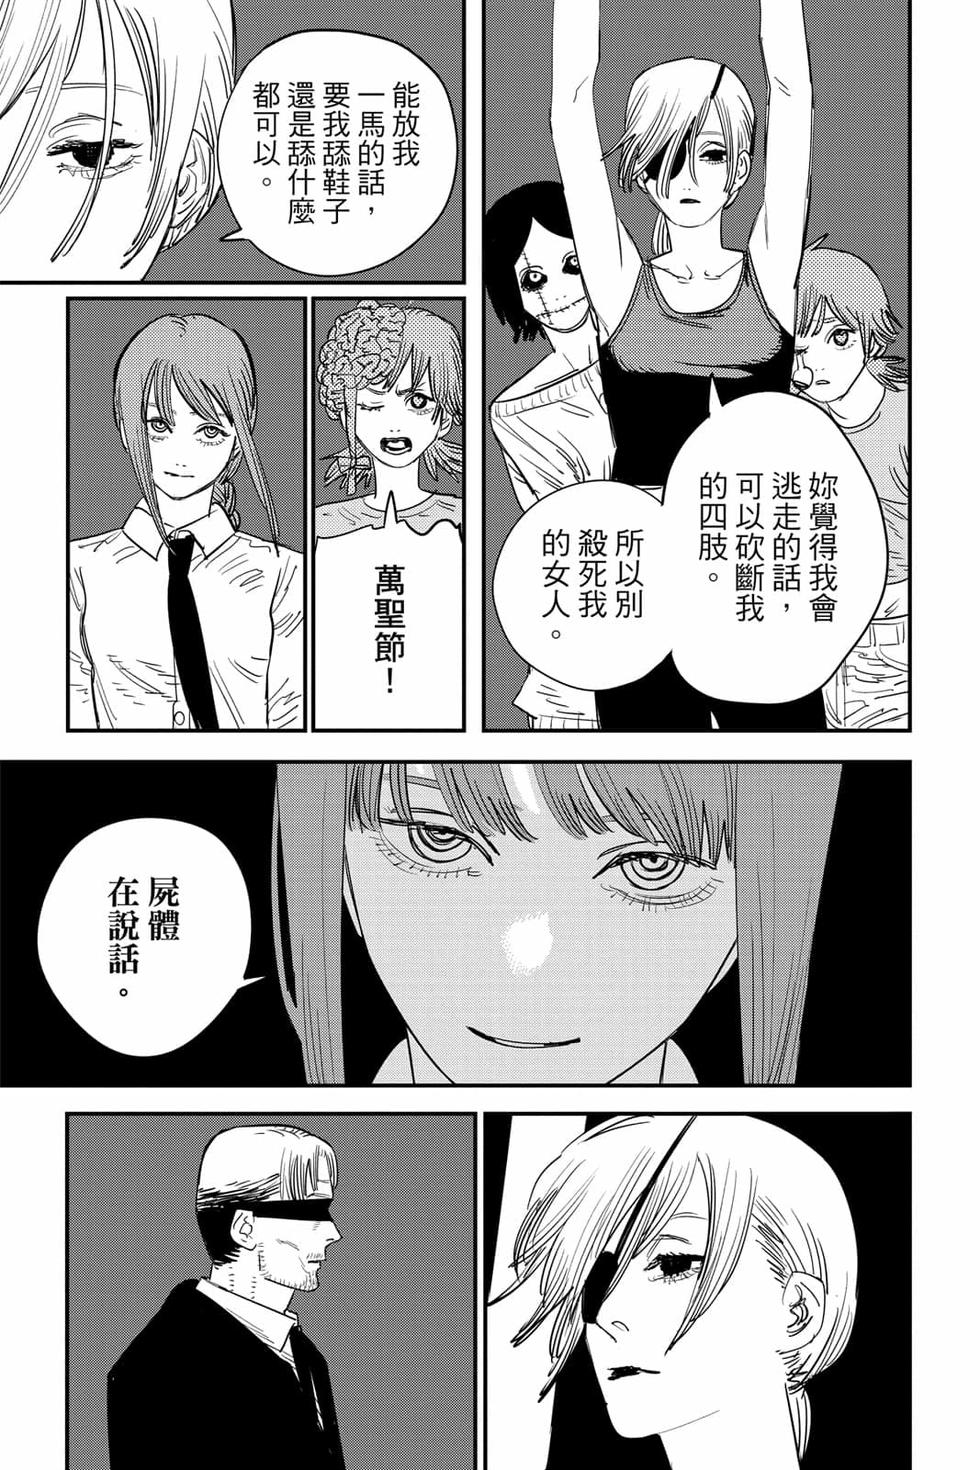 妳覺得我會
逃走的話，
可以砍斷我
的四肢。
所以別
殺死我
的女人。
能放我
一馬的話，
要我舔鞋子
還是舔什麼
都可以。
萬聖節！
屍體
在說話。